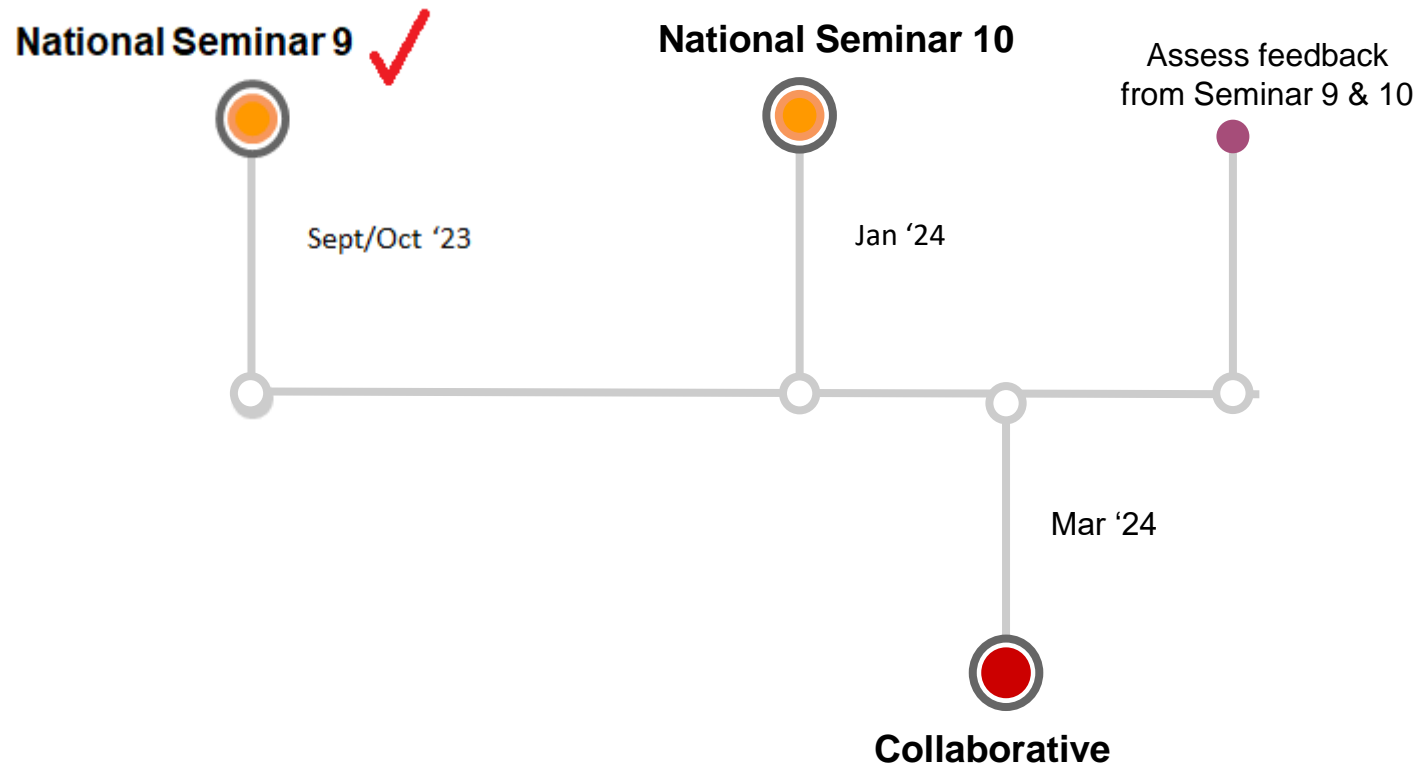 National Seminar 9
National Seminar 10
Assess feedback
from Seminar 9 & 10
Sept/Oct ‘23
Jan ‘24
Mar ‘24
Collaborative